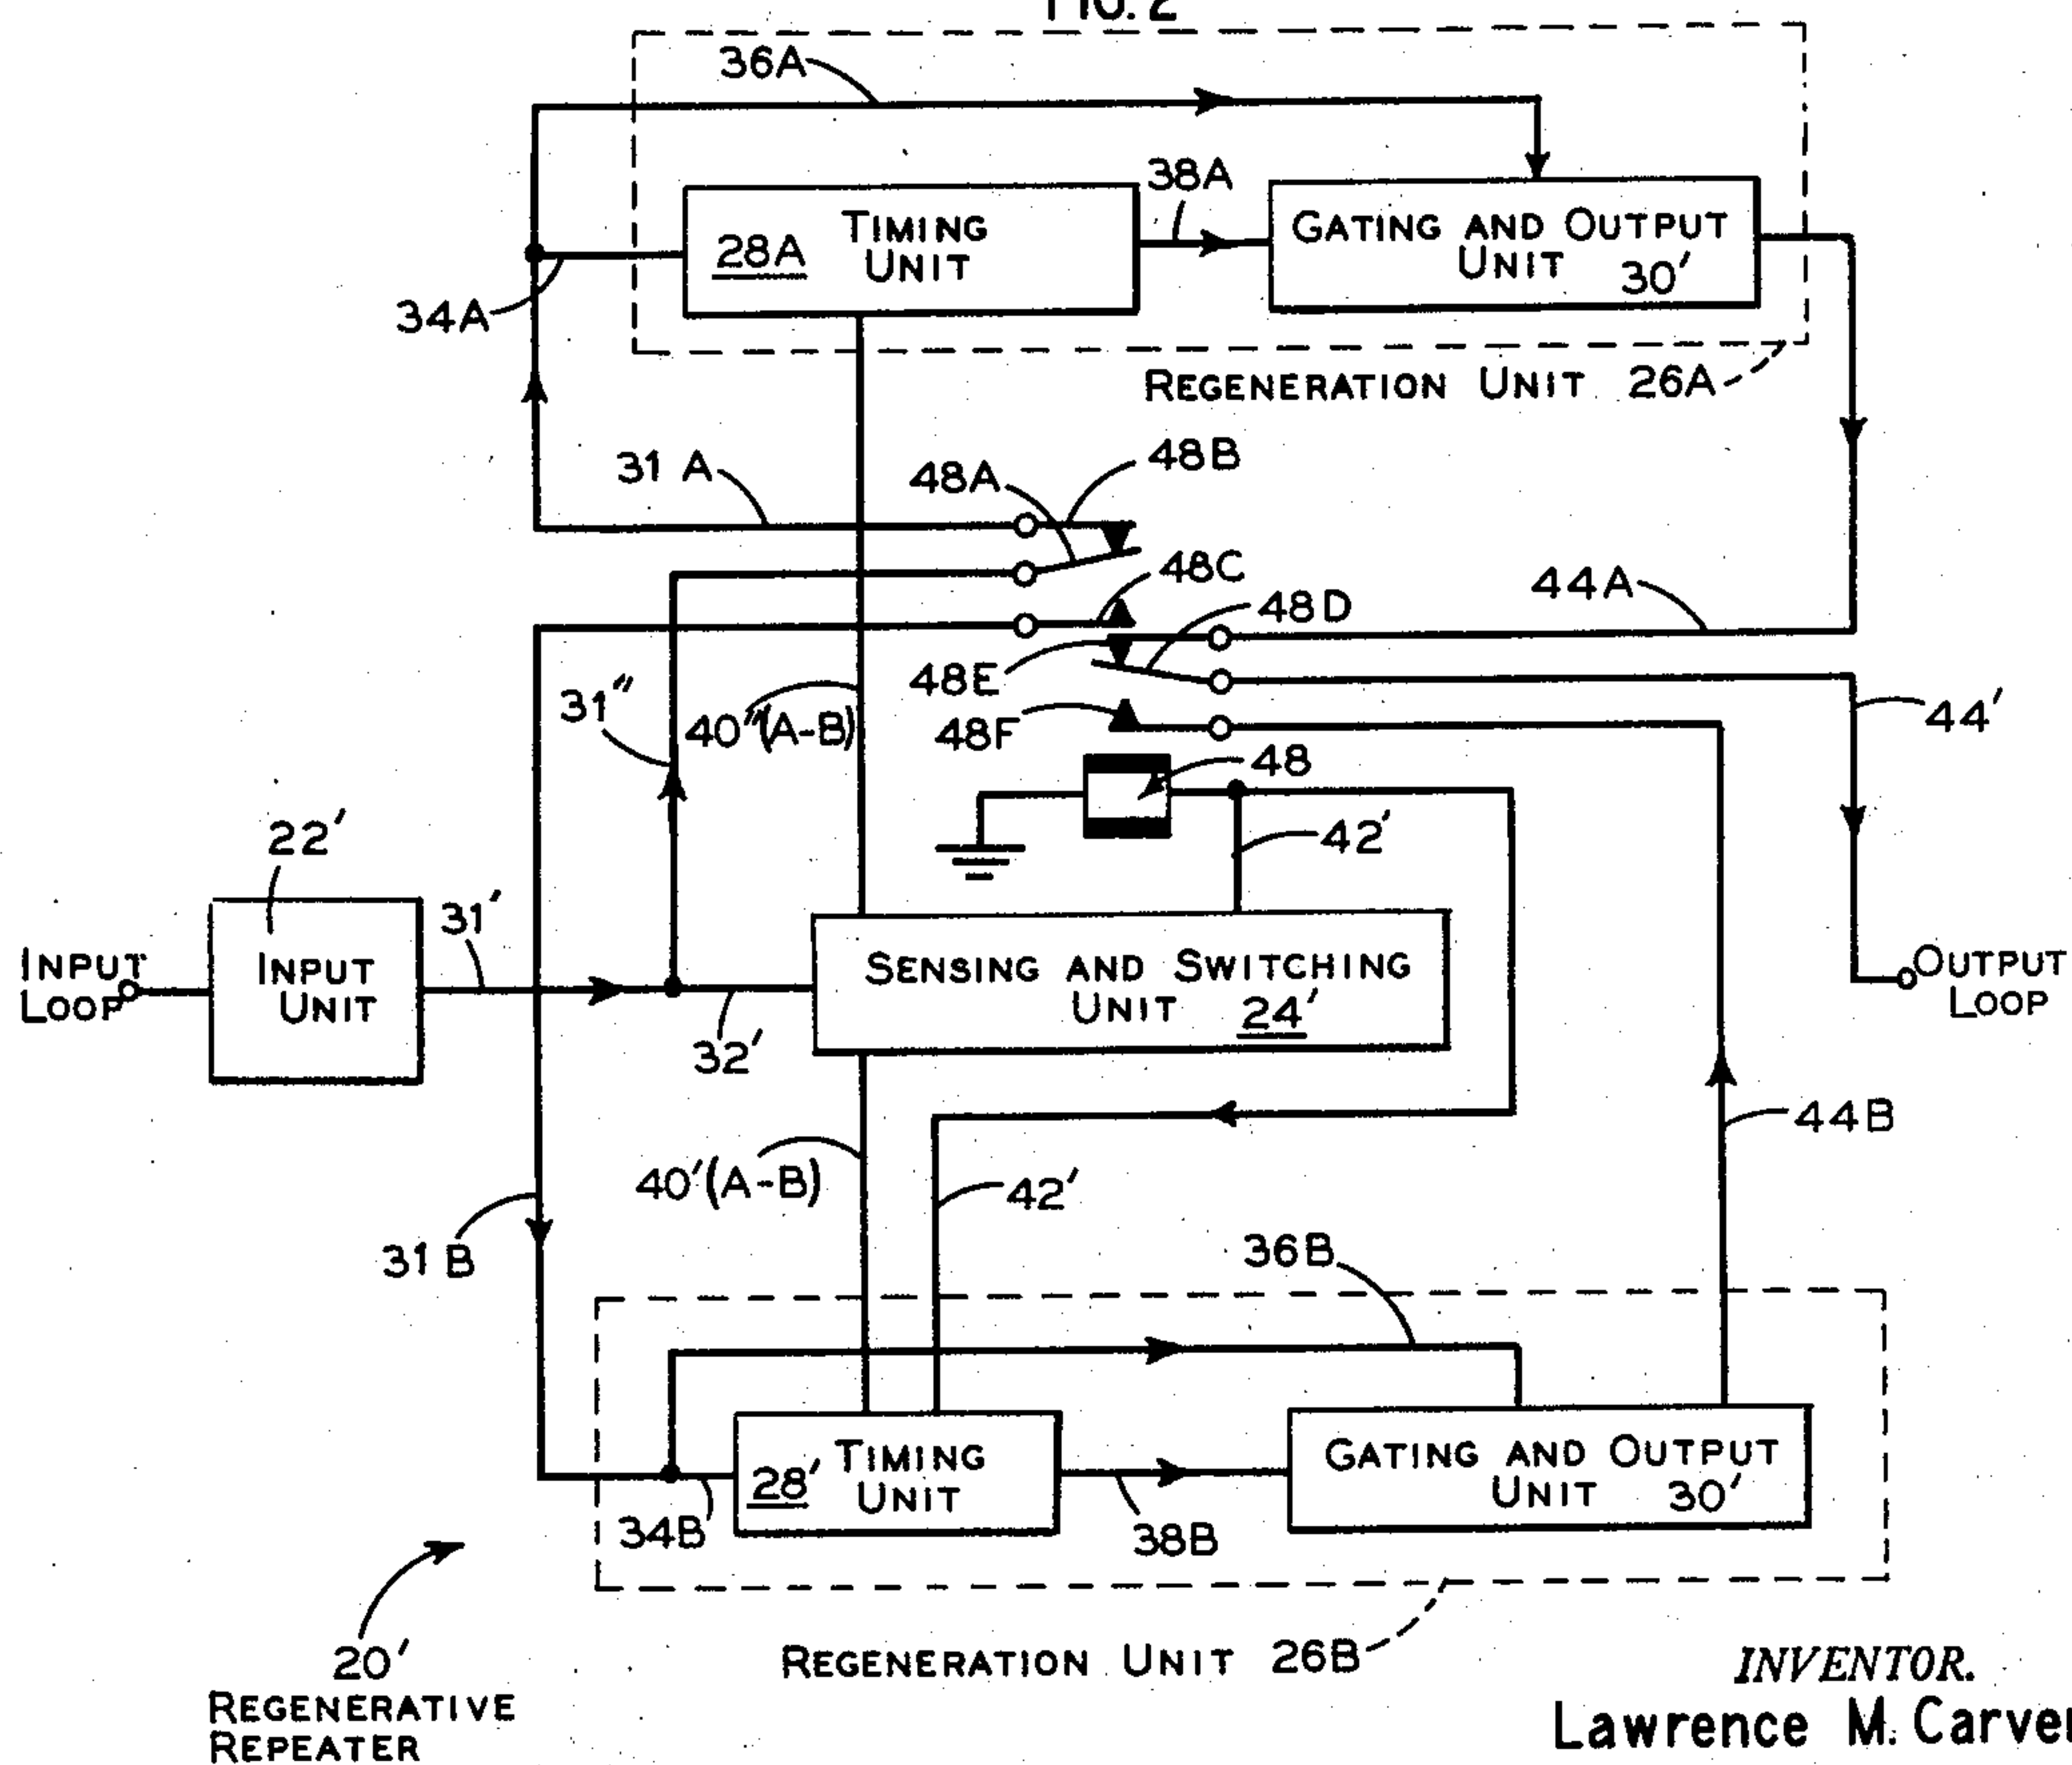 FIG. 2
36A
38A
28A TIMING
UNIT
GATING AND OUTPUT
UNIT 30'
34A
REGENERATION UNIT 26A
31 A
48A
48B
48C
48D
44A
48E
31"
40"(A-B)
48F
44'
48
22'
42'
31'
INPUT
LOOP
INPUT
UNIT
SENSING AND SWITCHING
UNIT 24'
OUTPUT
LOOP
32'
44B
40'(A-B)
42'
31 B
36B
28' TIMING
UNIT
GATING AND OUTPUT
UNIT 30'
34B
38B
20'
REGENERATIVE
REPEATER
REGENERATION UNIT 26B
INVENTOR.
Lawrence M. Carver